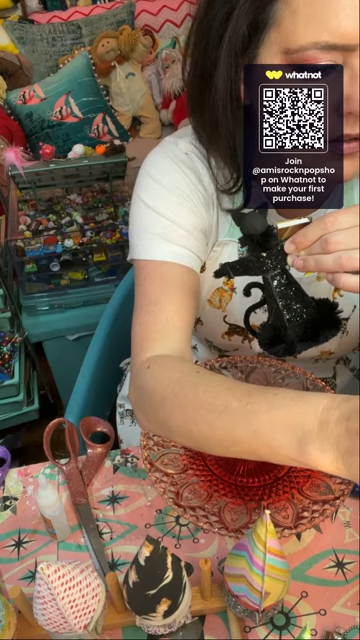 whatnot
Join
@amisrocknpopsho
p on Whatnot to
make your first
purchase!